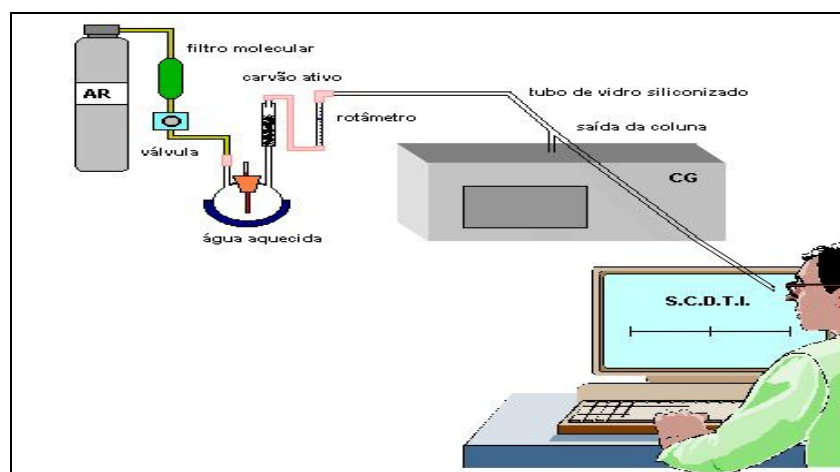 filtro molecular
carvão ativo
AR
tubo de vidro siliconizado
rotâmetro
saída da coluna
válvula
CG
água aquecida
S.C.D.T.I.